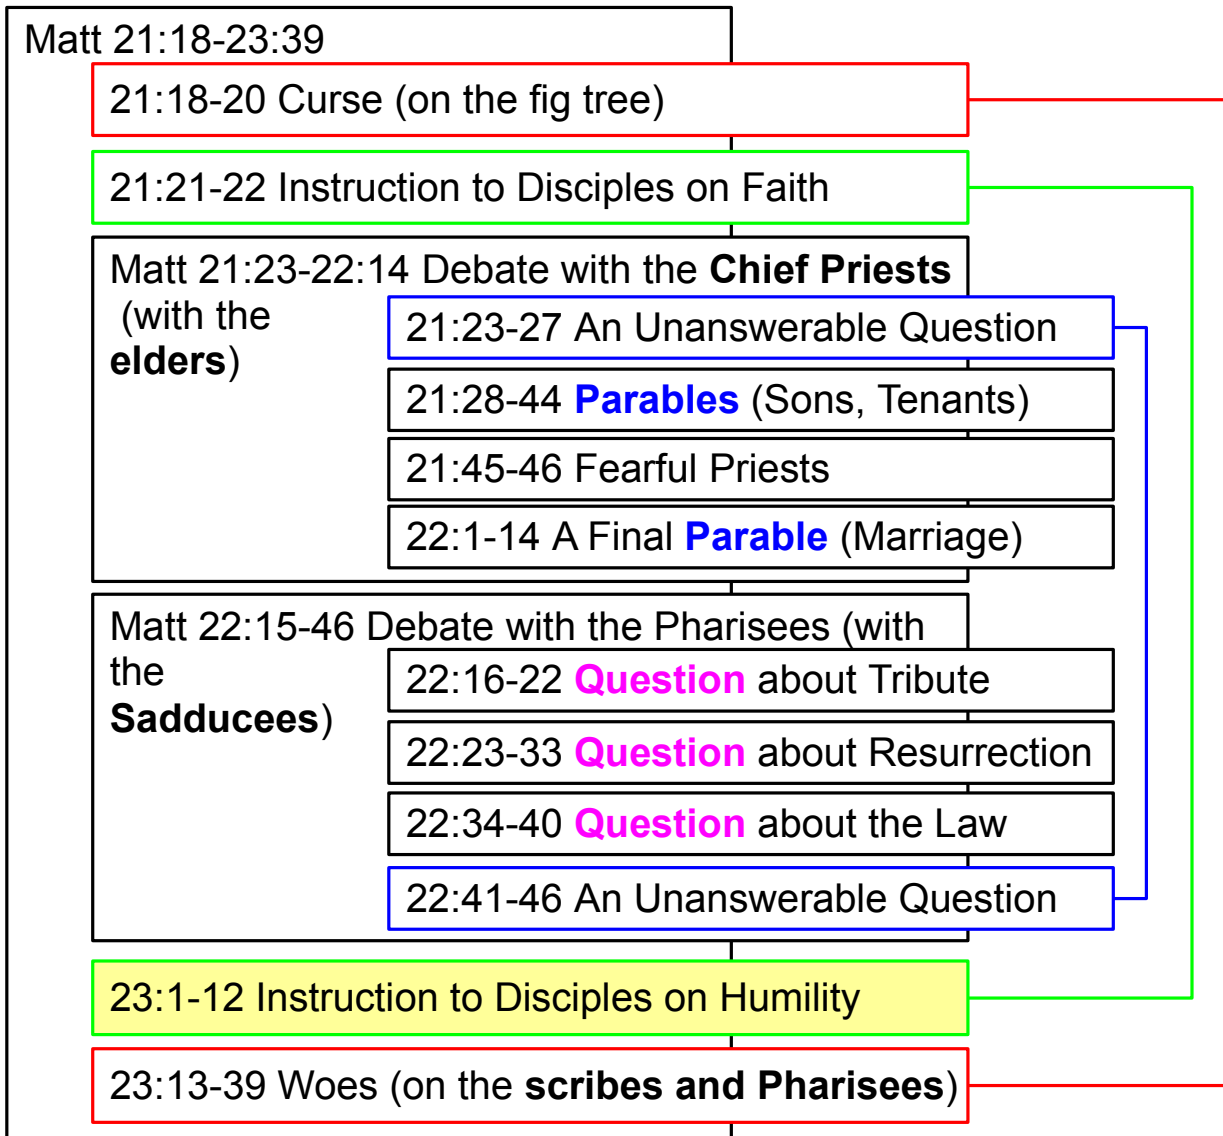 Matt 21:18-23:39
21:18-20 Curse (on the fig tree)
21:21-22 Instruction to Disciples on Faith
Matt 21:23-22:14 Debate with the Chief Priests
(with the
elders)
21:23-27 An Unanswerable Question
21:28-44 Parables (Sons, Tenants)
21:45-46 Fearful Priests
22:1-14 A Final Parable (Marriage)
Matt 22:15-46 Debate with the Pharisees (with
the
Sadducees)
22:16-22 Question about Tribute
22:23-33 Question about Resurrection
22:34-40 Question about the Law
22:41-46 An Unanswerable Question
23:1-12 Instruction to Disciples on Humility
23:13-39 Woes (on the scribes and Pharisees)